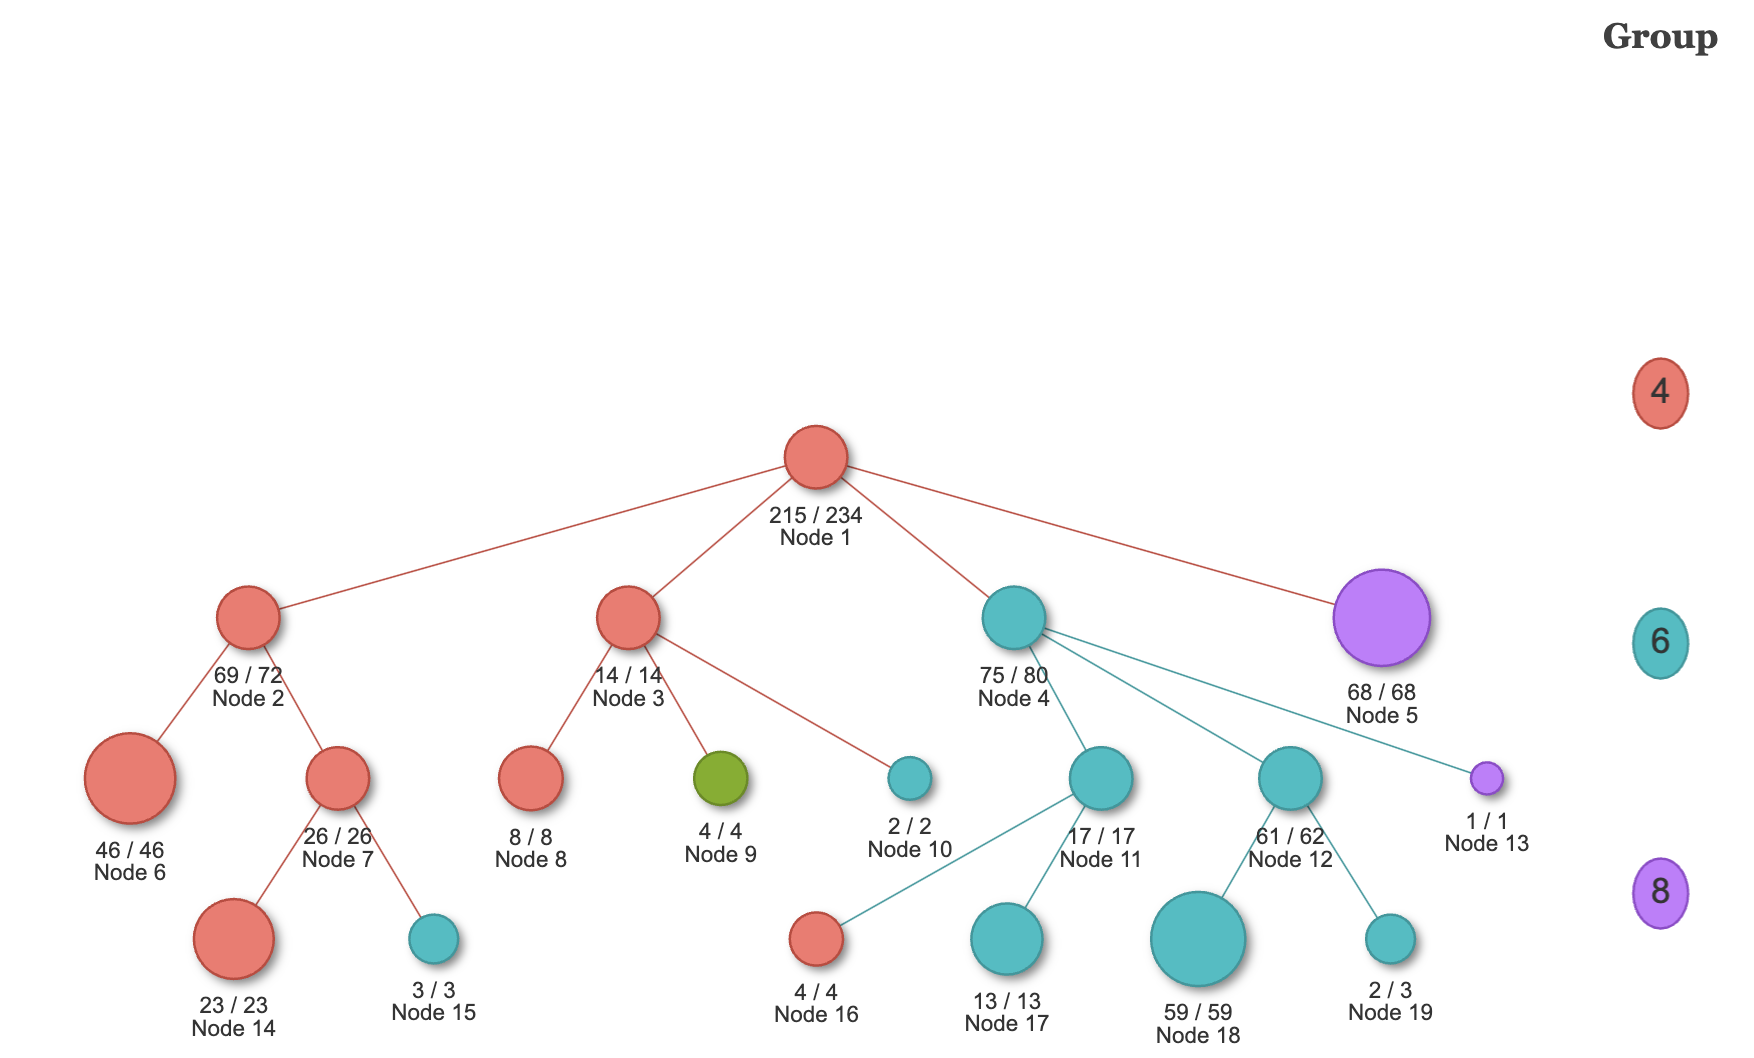 Group
4
215 / 234
Node 1
6
69 / 72
Node 2
14 / 14
Node 3
75 / 80
Node 4
68 / 68
Node 5
46 / 46
Node 6
26 / 26
Node 7
8 / 8
Node 8
4 / 4
Node 9
2 / 2
Node 10
17 / 17
Node 11
61 / 62
Node 12
1 / 1
Node 13
8
23 / 23
Node 14
3 / 3
Node 15
4 / 4
Node 16
13 / 13
Node 17
59 / 59
Node 18
2 / 3
Node 19